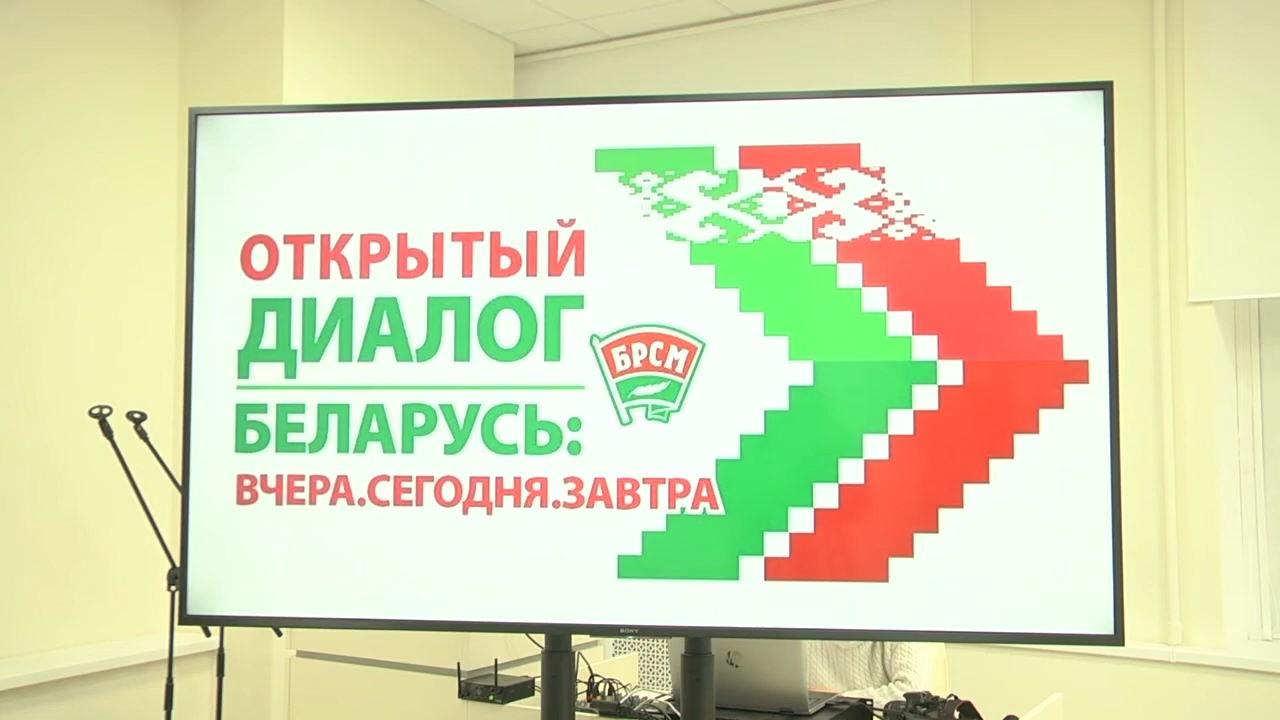 ОТКРЫТЫЙ
ДИАЛОГ
БРСМ
БЕЛАРУСЬ:
ВЧЕРА.СЕГОДНЯ.ЗАВТРА
SONY